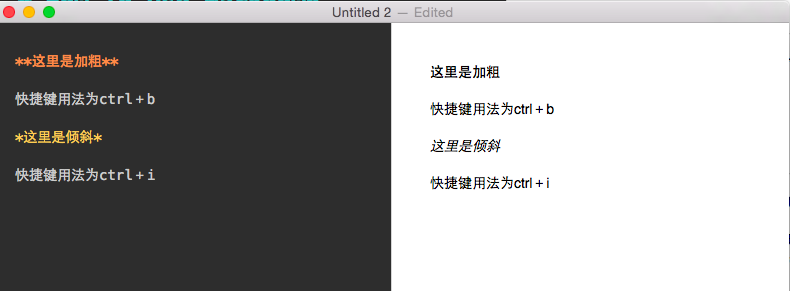 Untitled 2 — Edited
**这里是加粗**
快捷键用法为ctrl+b
*这里是倾斜*
快捷键用法为ctrl+i
这里是加粗
快捷键用法为ctrl+b
这里是倾斜
快捷键用法为ctrl+i